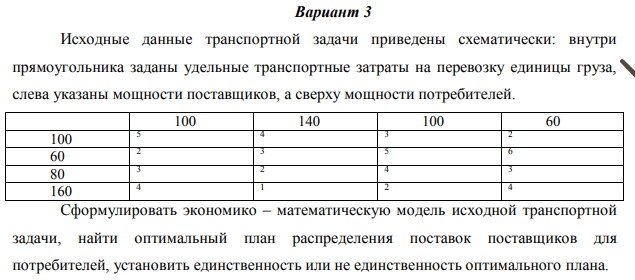 Вариант 3
Исходные данные транспортной задачи приведены схематически: внутри
прямоугольника заданы удельные транспортные затраты на перевозку единицы груза,
слева указаны мощности поставщиков, а сверху мощности потребителей.
100 140 100 60
100 5 4 3 2
60 2 3 5 6
80 3 2 4 3
160 4 1 2 4
Сформулировать экономико – математическую модель исходной транспортной
задачи, найти оптимальный план распределения поставок поставщиков для
потребителей, установить единственность или не единственность оптимального плана.